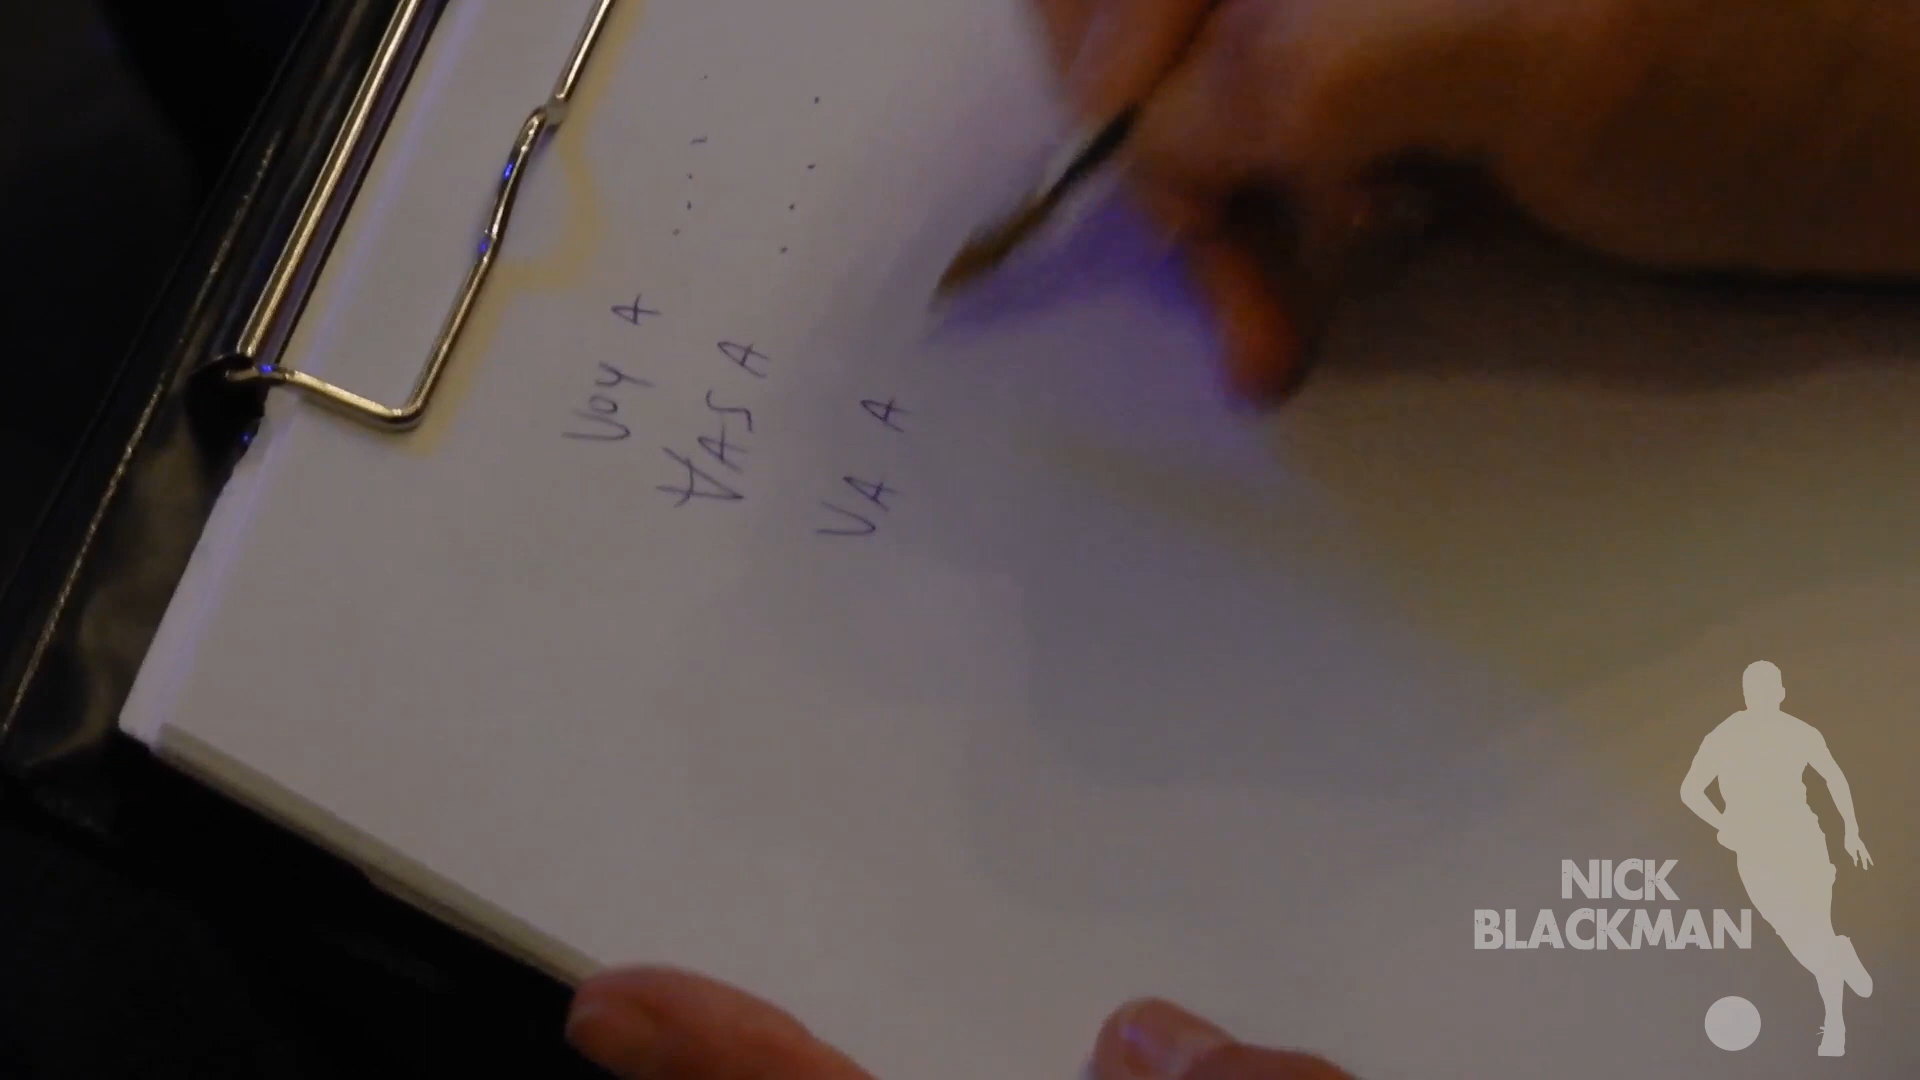 VOY A .....
VAS A ....
VA A
NICK
BLACKMAN